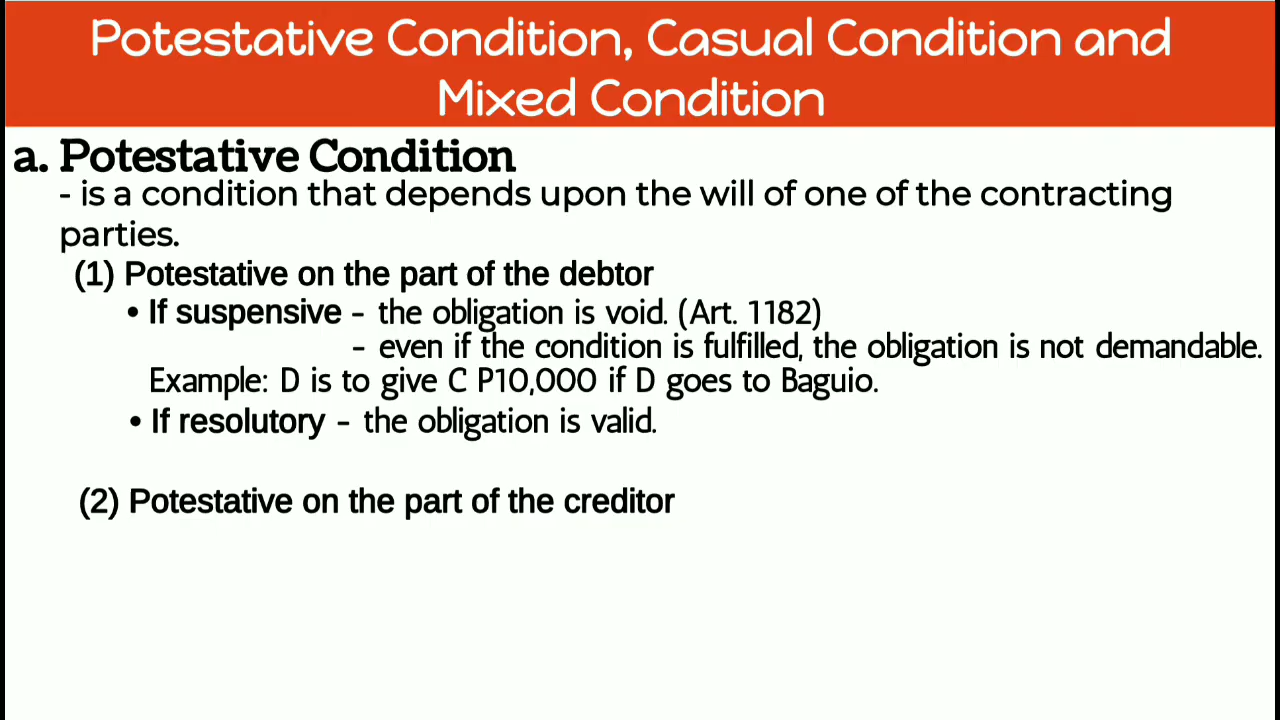 Potestative Condition, Casual Condition and
Mixed Condition
a. Potestative Condition
- is a condition that depends upon the will of one of the contracting
parties.
(1) Potestative on the part of the debtor
• If suspensive - the obligation is void. (Art. 1182)
- even if the condition is fulfilled, the obligation is not demandable.
Example: D is to give C P10,000 if D goes to Baguio.
• If resolutory - the obligation is valid.
(2) Potestative on the part of the creditor